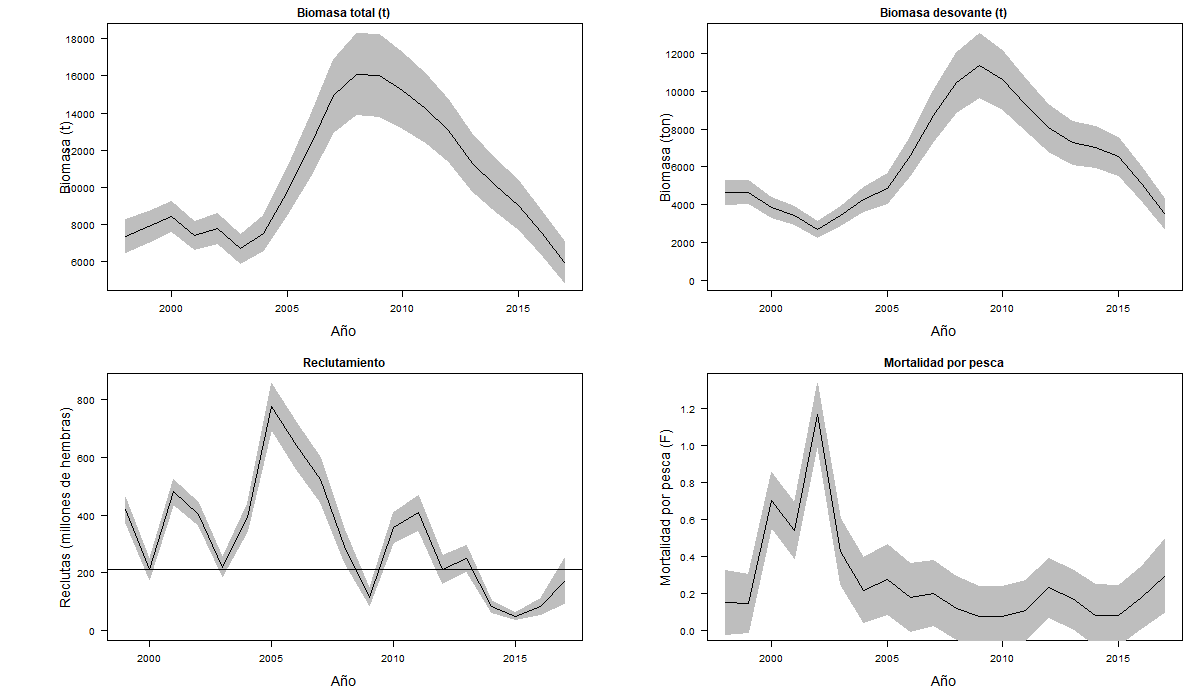 Biomasa total (t)
Biomasa (t)
18000
16000
14000
12000
10000
8000
6000
2000 2005 2010 2015
Año
Biomasa desovante (t)
Biomasa (ton)
12000
10000
8000
6000
4000
2000
0
2000 2005 2010 2015
Año
Reclutamiento
Reclutas (millones de hembras)
800
600
400
200
0
2000 2005 2010 2015
Año
Mortalidad por pesca
Mortalidad por pesca (F)
1.2
1.0
0.8
0.6
0.4
0.2
0.0
2000 2005 2010 2015
Año